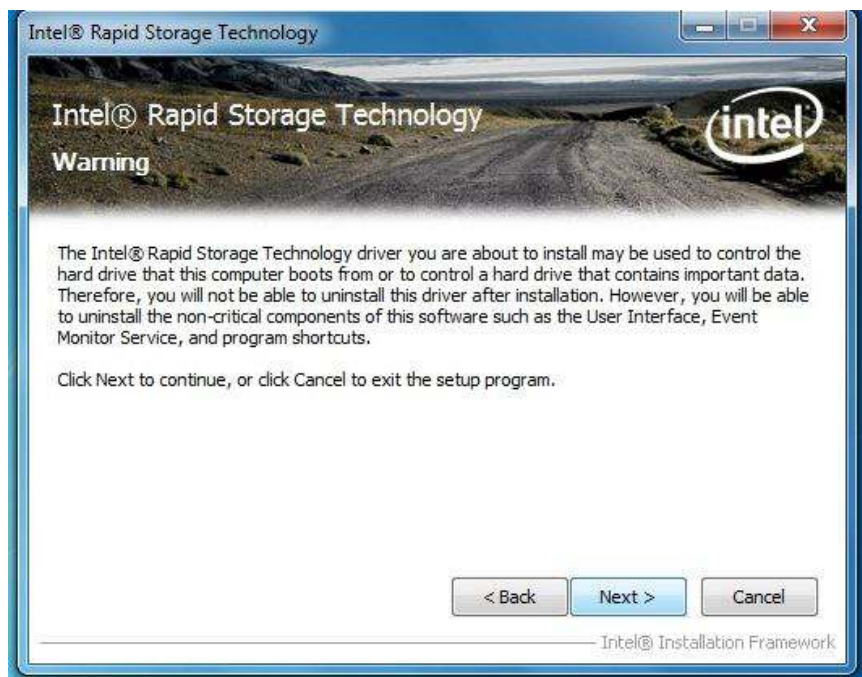 Intel® Rapid Storage Technology
Intel® Rapid Storage Technology
intel
Warning
The Intel® Rapid Storage Technology driver you are about to install may be used to control the
hard drive that this computer boots from or to control a hard drive that contains important data.
Therefore, you will not be able to uninstall this driver after installation. However, you will be able
to uninstall the non-critical components of this software such as the User Interface, Event
Monitor Service, and program shortcuts.
Click Next to continue, or click Cancel to exit the setup program.
< Back Next > Cancel
Intel® Installation Framework